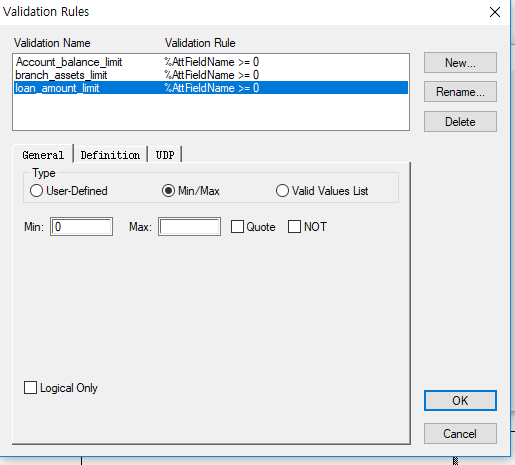 Validation Rules
Validation Name Validation Rule
Account_balance_limit %AttFieldName >= 0
branch_assets_limit %AttFieldName >= 0
loan_amount_limit %AttFieldName >= 0
New...
Rename...
Delete
General Definition UDP
Type
User-Defined Min/Max Valid Values List
Min: 0 Max: Quote NOT
Logical Only
OK
Cancel